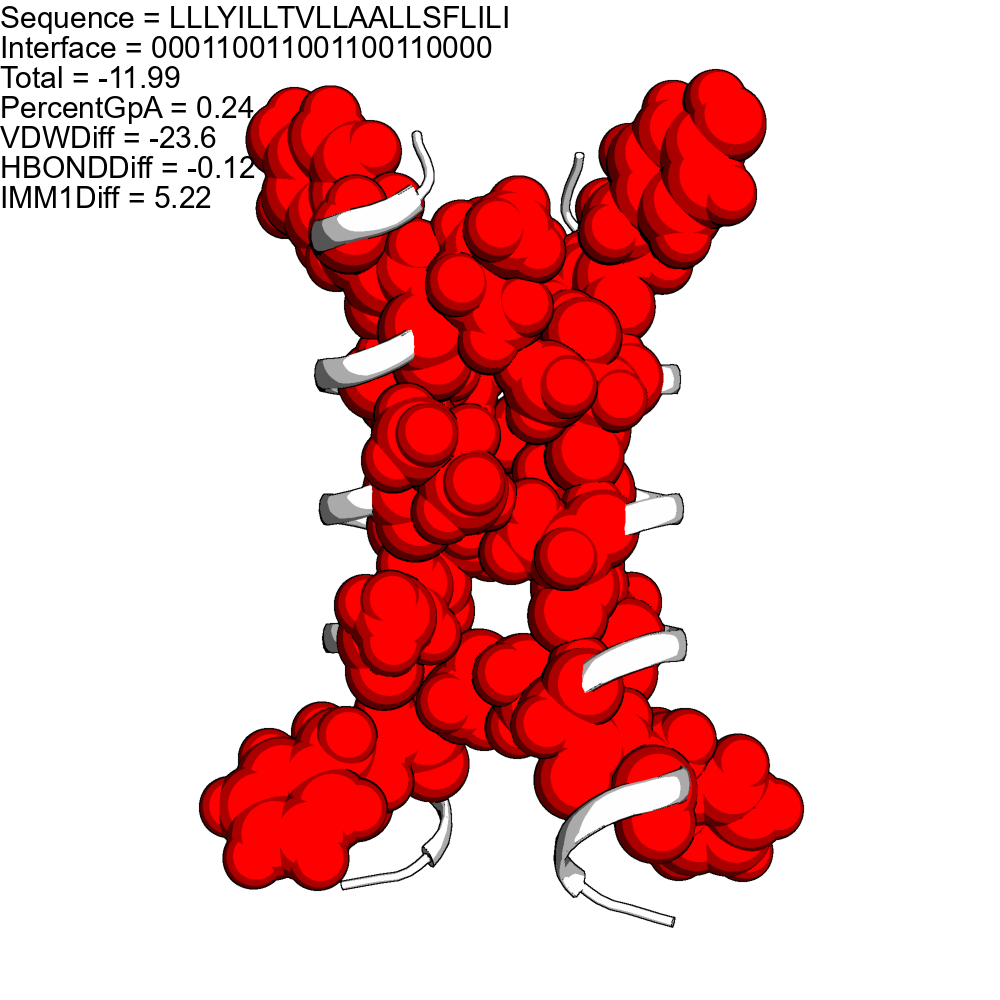 Sequence = LLLYILLTVLLAALLSFLILI
Interface = 000110011001100110000
Total = -11.99
PercentGpA = 0.24
VDWDiff = -23.6
HBONDDiff = -0.12
IMM1Diff = 5.22